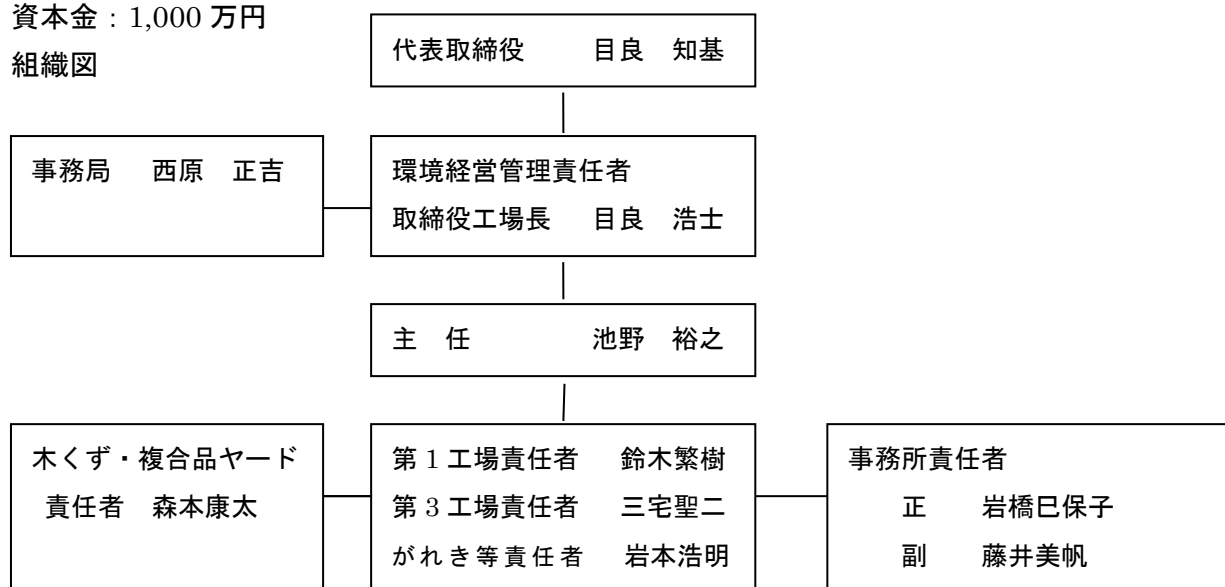 資本金：1,000 万円
組織図
代表取締役　目良　知基
事務局　西原　正吉
環境経営管理責任者
取締役工場長　目良　浩士
主　任　池野　裕之
木くず・複合品ヤード
責任者　森本康太
第 1 工場責任者　鈴木繁樹
第 3 工場責任者　三宅聖二
がれき等責任者　岩本浩明
事務所責任者
正　岩橋巳保子
副　藤井美帆